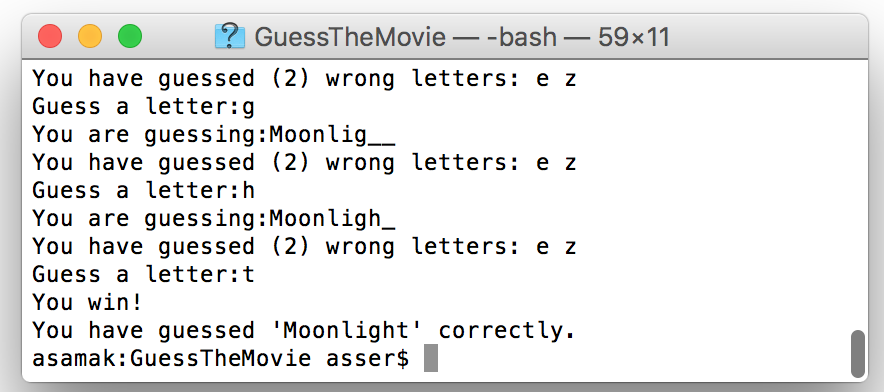 GuessTheMovie — -bash — 59×11
You have guessed (2) wrong letters: e z
Guess a letter:g
You are guessing:Moonlig__
You have guessed (2) wrong letters: e z
Guess a letter:h
You are guessing:Moonligh_
You have guessed (2) wrong letters: e z
Guess a letter:t
You win!
You have guessed 'Moonlight' correctly.
asamak:GuessTheMovie asser$